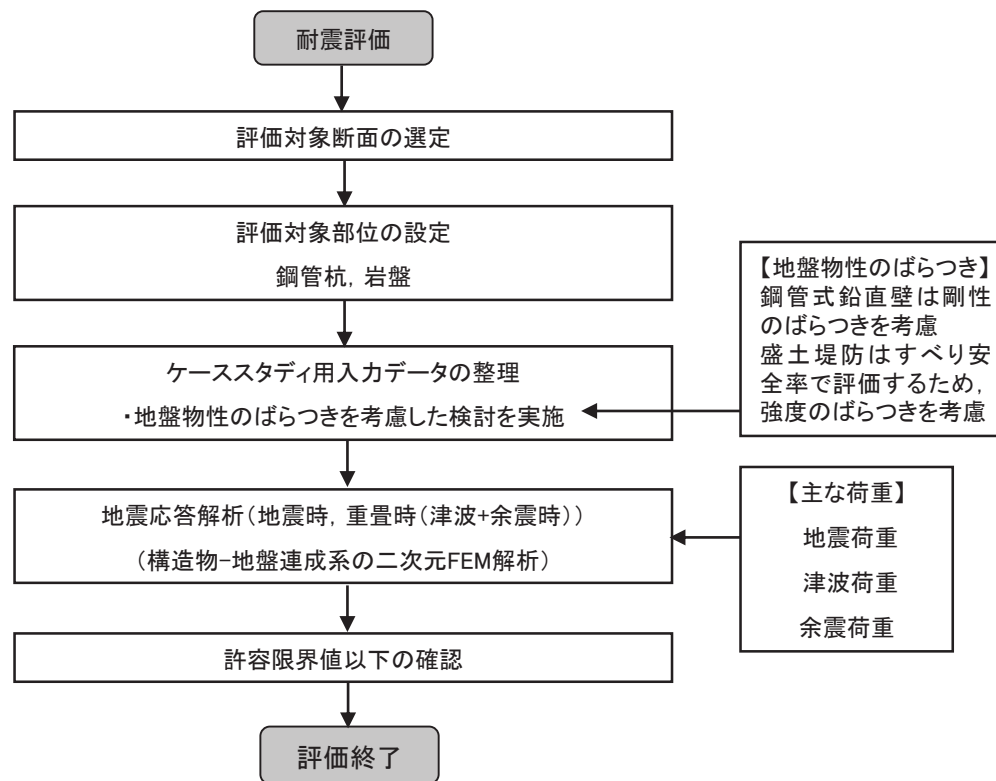 耐震評価
評価対象断面の選定
評価対象部位の設定
鋼管杭，岩盤
ケーススタディ用入力データの整理
・地盤物性のばらつきを考慮した検討を実施
【地盤物性のばらつき】
鋼管式鉛直壁は剛性
のばらつきを考慮
盛土堤防はすべり安
全率で評価するため，
強度のばらつきを考慮
地震応答解析（地震時，重畳時（津波+余震時））
（構造物−地盤連成系の二次元FEM解析）
【主な荷重】
地震荷重
津波荷重
余震荷重
許容限界値以下の確認
評価終了